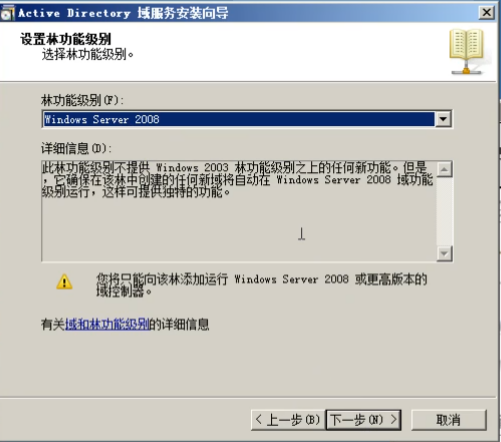 Active Directory 域服务安装向导
设置林功能级别
选择林功能级别。
林功能级别(F):
Windows Server 2008
详细信息(D):
此林功能级别不提供 Windows 2003 林功能级别之上的任何新功能。但是
，它确保在该林中创建的任何新域将自动在 Windows Server 2008 域功能
级别运行，这样可提供独特的功能。
您将只能向该林添加运行 Windows Server 2008 或更高版本的
域控制器。
有关域和林功能级别的详细信息
< 上一步(B) 下一步(N) > 取消